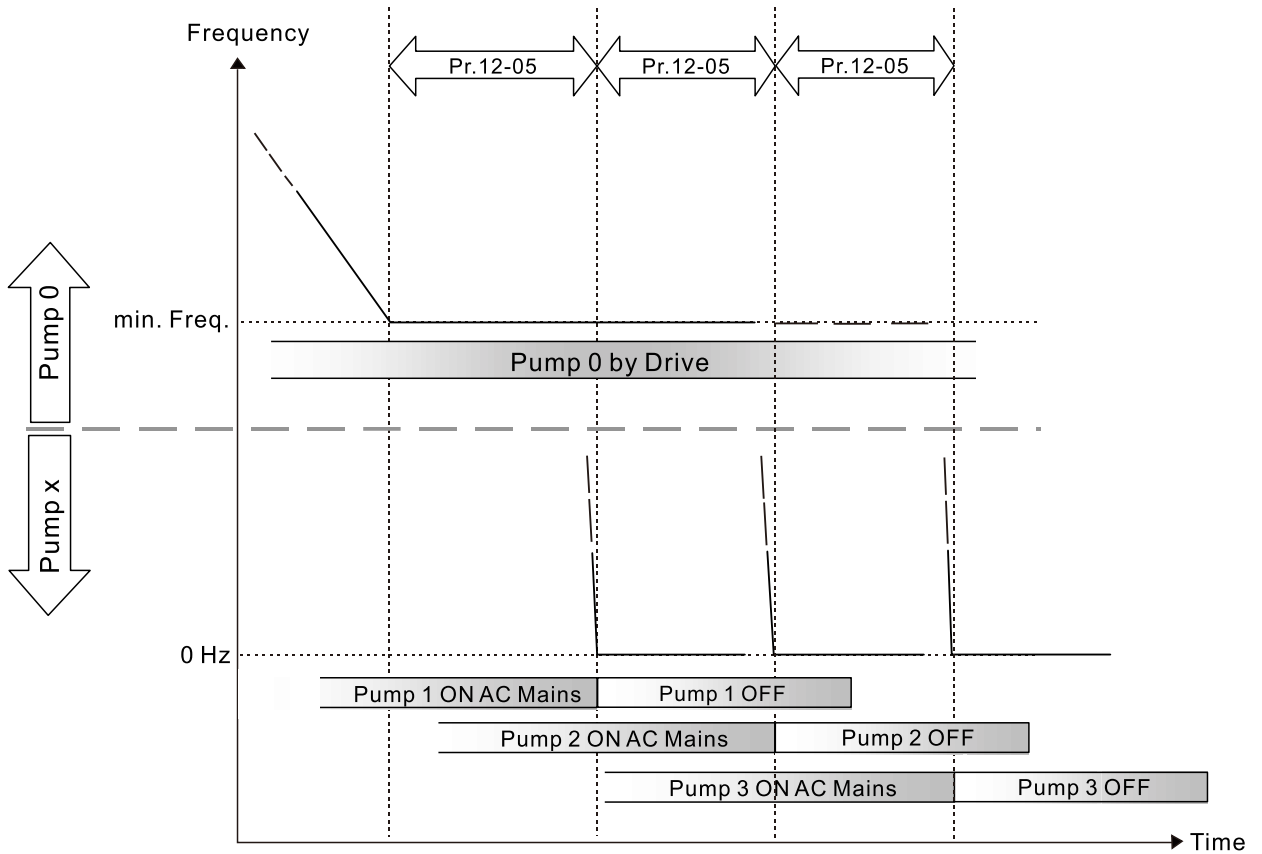 Frequency
Pr.12-05
Pr.12-05
Pr.12-05
Pump 0
min. Freq.
Pump 0 by Drive
Pump x
0 Hz
Pump 1 ON AC Mains
Pump 1 OFF
Pump 2 ON AC Mains
Pump 2 OFF
Pump 3 ON AC Mains
Pump 3 OFF
Time